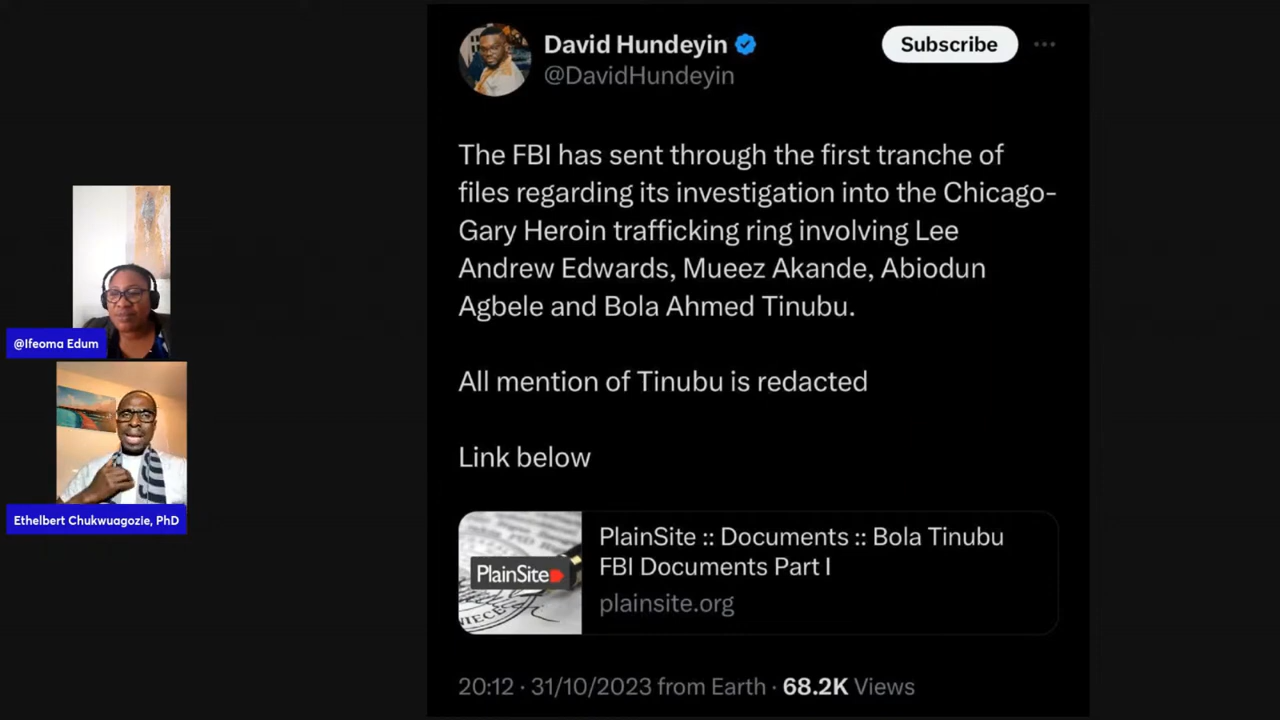 David Hundeyin
@DavidHundeyin
Subscribe
The FBI has sent through the first tranche of
files regarding its investigation into the Chicago-
Gary Heroin trafficking ring involving Lee
Andrew Edwards, Mueez Akande, Abiodun
Agbele and Bola Ahmed Tinubu.
All mention of Tinubu is redacted
Link below
PlainSite
WIECE
PlainSite :: Documents :: Bola Tinubu
FBI Documents Part I
plainsite.org
20:12 · 31/10/2023 from Earth · 68.2K Views
@Ifeoma Edum
Ethelbert Chukwuagozie, PhD